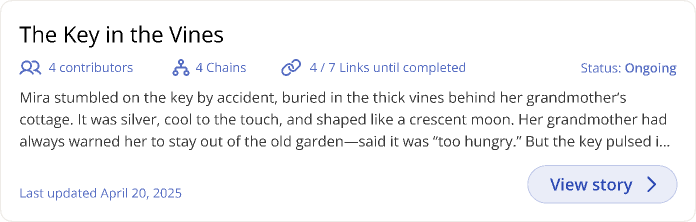 The Key in the Vines
4 contributors 4 Chains 4 / 7 Links until completed Status: Ongoing
Mira stumbled on the key by accident, buried in the thick vines behind her grandmother’s
cottage. It was silver, cool to the touch, and shaped like a crescent moon. Her grandmother had
always warned her to stay out of the old garden—said it was “too hungry.” But the key pulsed i...
Last updated April 20, 2025
View story